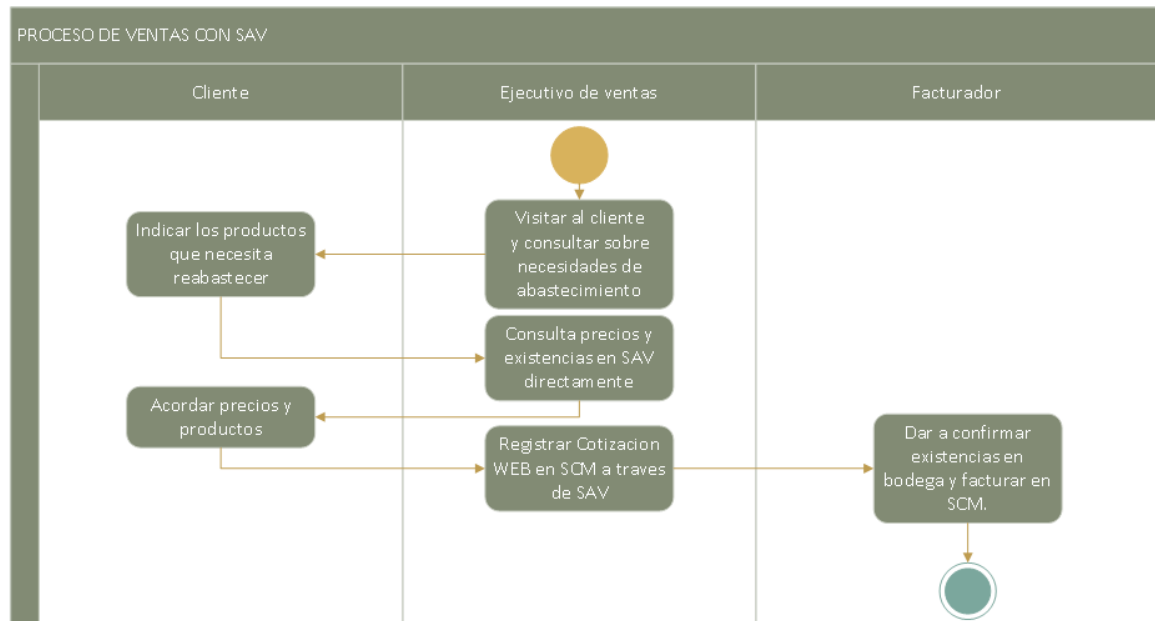 PROCESO DE VENTAS CON SAV
Cliente
Ejecutivo de ventas
Facturador
Visitar al cliente
y consultar sobre
necesidades de
abastecimiento
Indicar los productos
que necesita
reabastecer
Consulta precios y
existencias en SAV
directamente
Acordar precios y
productos
Registrar Cotizacion
WEB en SCM a traves
de SAV
Dar a confirmar
existencias en
bodega y facturar en
SCM.